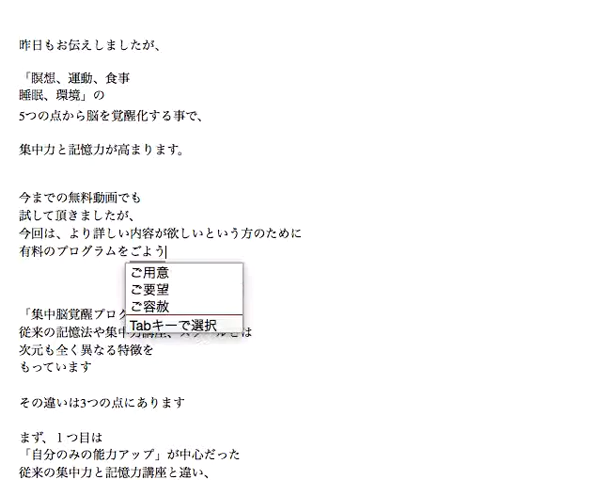 昨日もお伝えしましたが、
「瞑想、運動、食事
睡眠、環境」の
5つの点から脳を覚醒化する事で、
集中力と記憶力が高まります。
今までの無料動画でも
試して頂きましたが、
今回は、より詳しい内容が欲しいという方のために
有料のプログラムをごよう
ご用意
ご要望
ご容赦
Tabキーで選択
「集中脳覚醒プログ
従来の記憶法や集中力講座、スクールとは
次元も全く異なる特徴を
もっています
その違いは3つの点にあります
まず、１つ目は
「自分のみの能力アップ」が中心だった
従来の集中力と記憶力講座と違い、